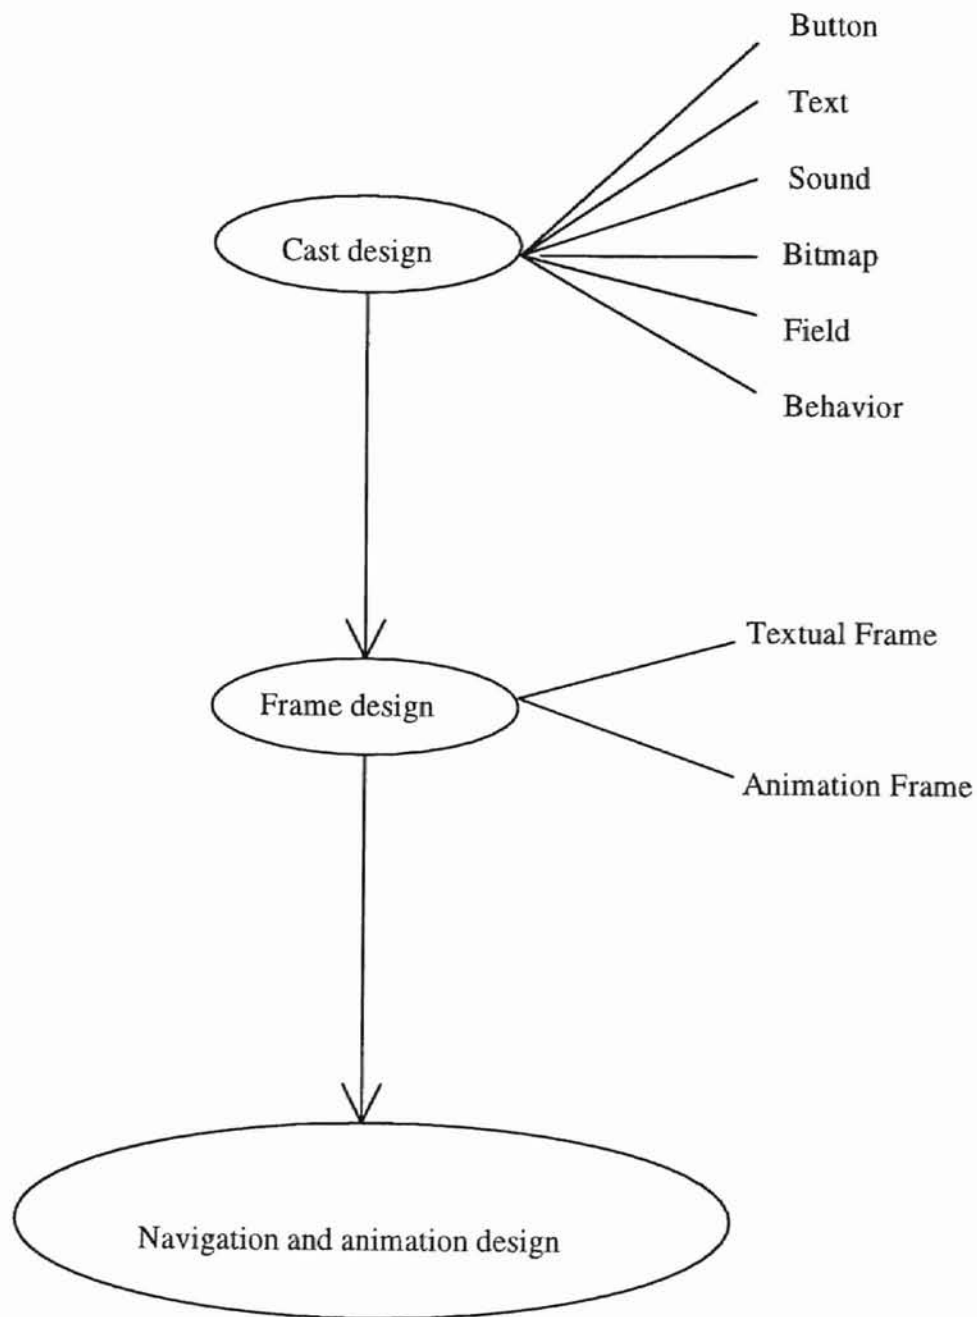 Button
Text
Sound
Cast design
Bitmap
Field
Behavior
Textual Frame
Frame design
Animation Frame
Navigation and animation design